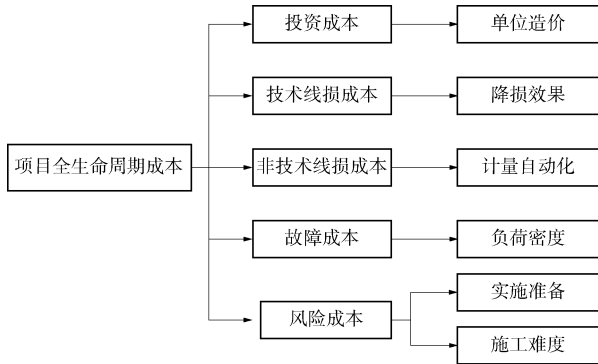 投资成本
单位造价
技术线损成本
降损效果
项目全生命周期成本
非技术线损成本
计量自动化
故障成本
负荷密度
风险成本
实施准备
施工难度